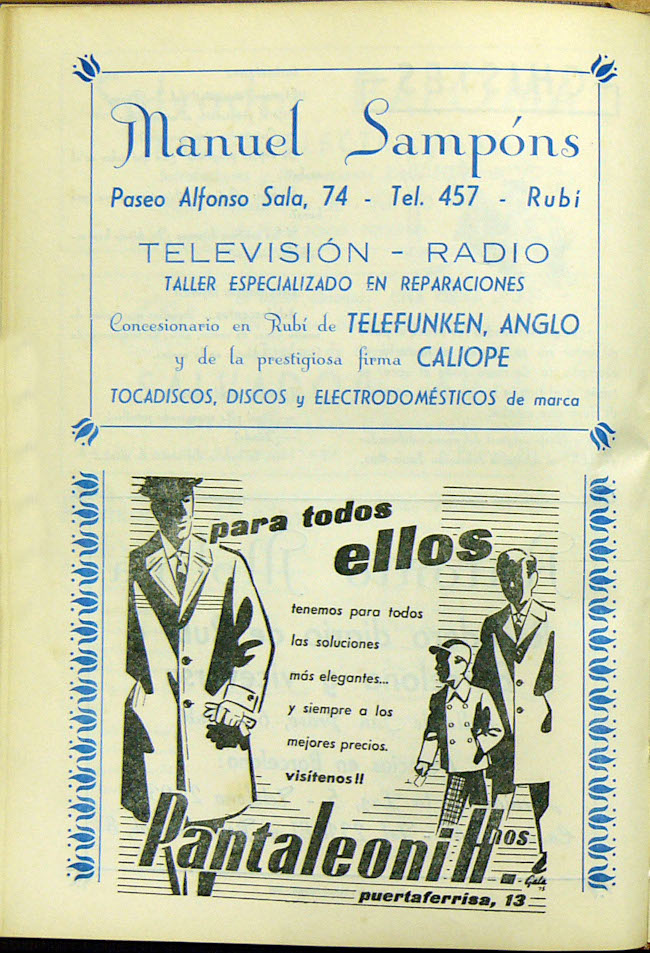 Manuel Sampóns
Paseo Alfonso Sala, 74 - Tel. 457 - Rubí
TELEVISIÓN - RADIO
TALLER ESPECIALIZADO EN REPARACIONES
Concesionario en Rubí de TELEFUNKEN, ANGLO
y de la prestigiosa firma CALIOPE
TOCADISCOS, DISCOS y ELECTRODOMÉSTICOS de marca
para todos
ellos
tenemos para todos
las soluciones
más elegantes...
y siempre a los
mejores precios.
visítenos!!
Pantaleoni Hnos
puertaferrisa, 13